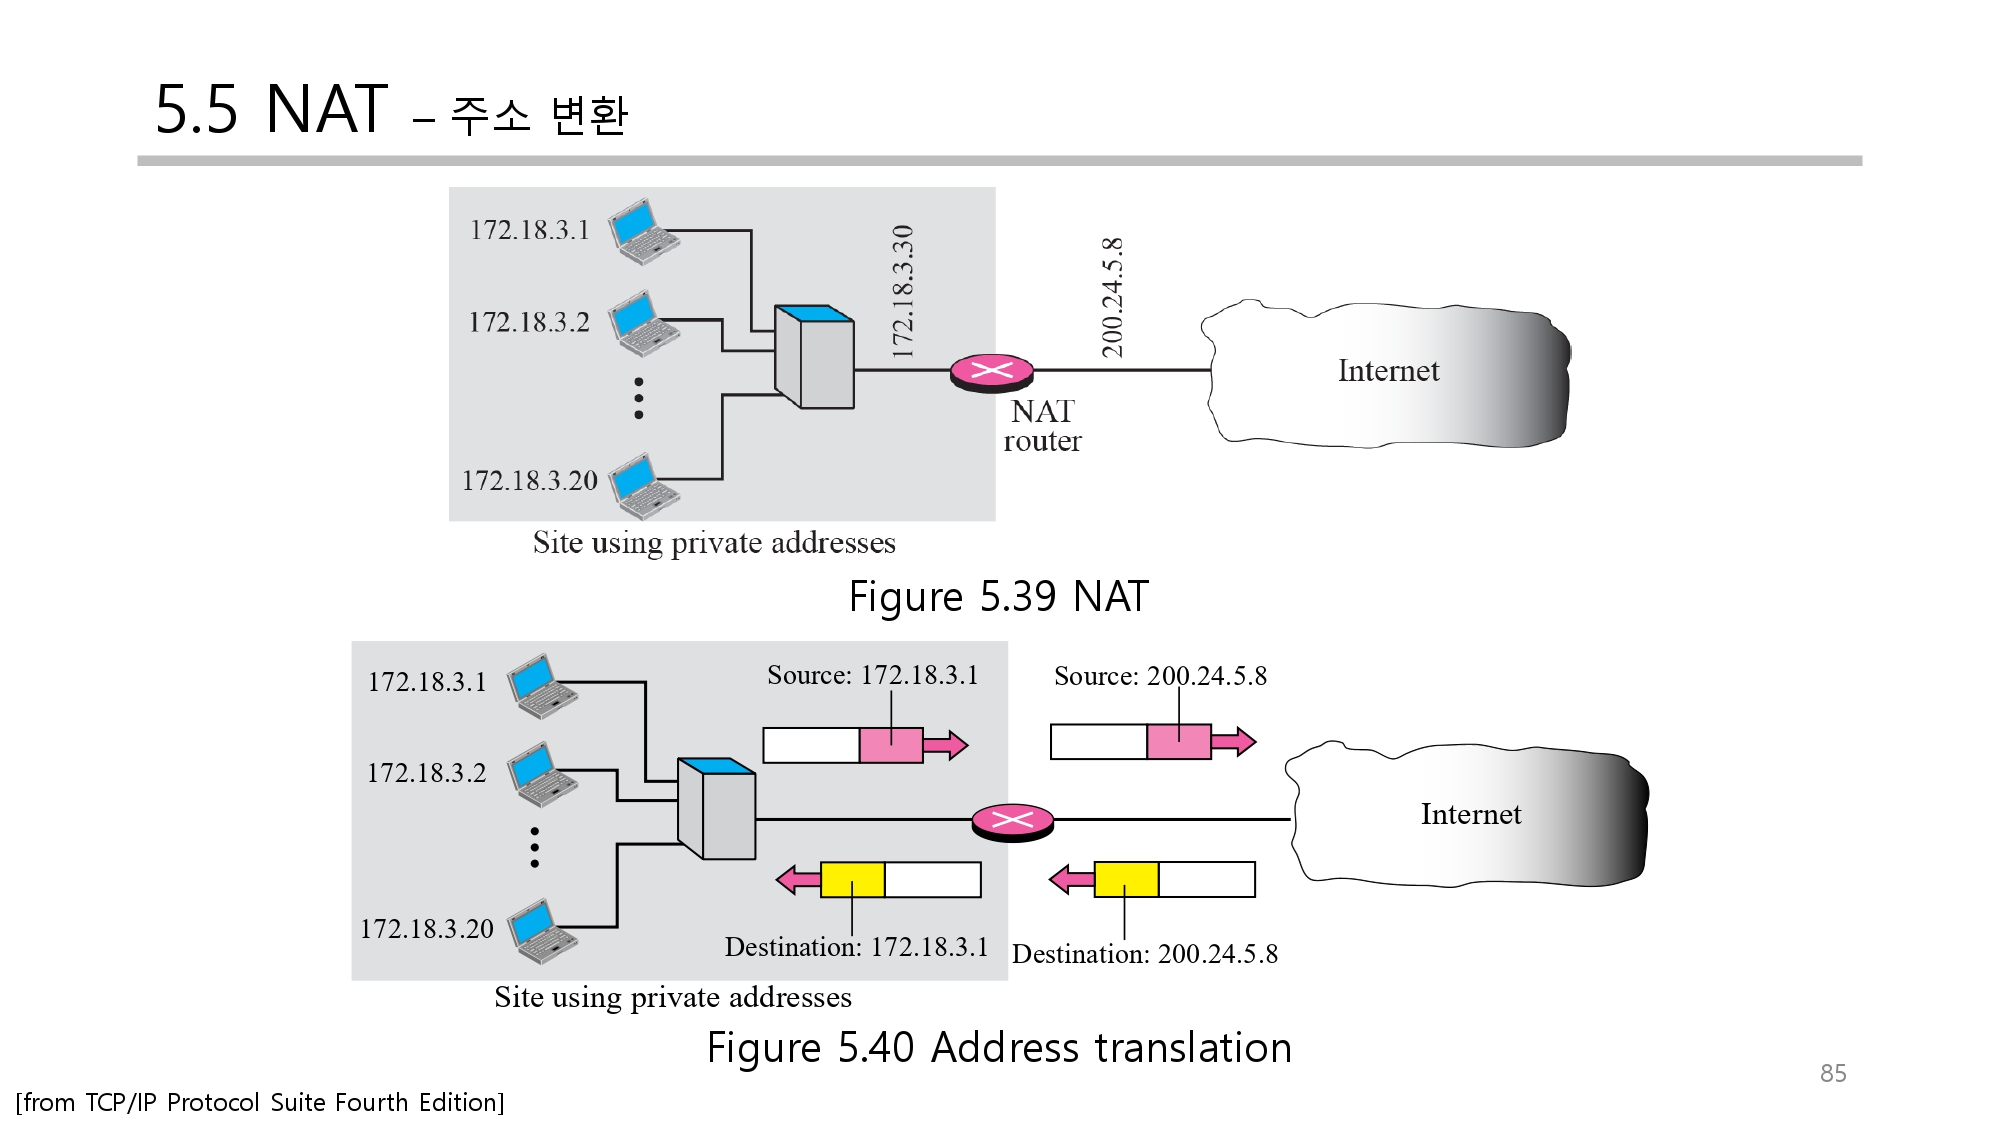 5.5 NAT – 주소 변환
172.18.3.1
172.18.3.2
172.18.3.20
172.18.3.30
200.24.5.8
NAT
router
Internet
Site using private addresses
Figure 5.39 NAT
172.18.3.1
172.18.3.2
172.18.3.20
Source: 172.18.3.1
Source: 200.24.5.8
Internet
Destination: 172.18.3.1
Destination: 200.24.5.8
Site using private addresses
Figure 5.40 Address translation
85
[from TCP/IP Protocol Suite Fourth Edition]